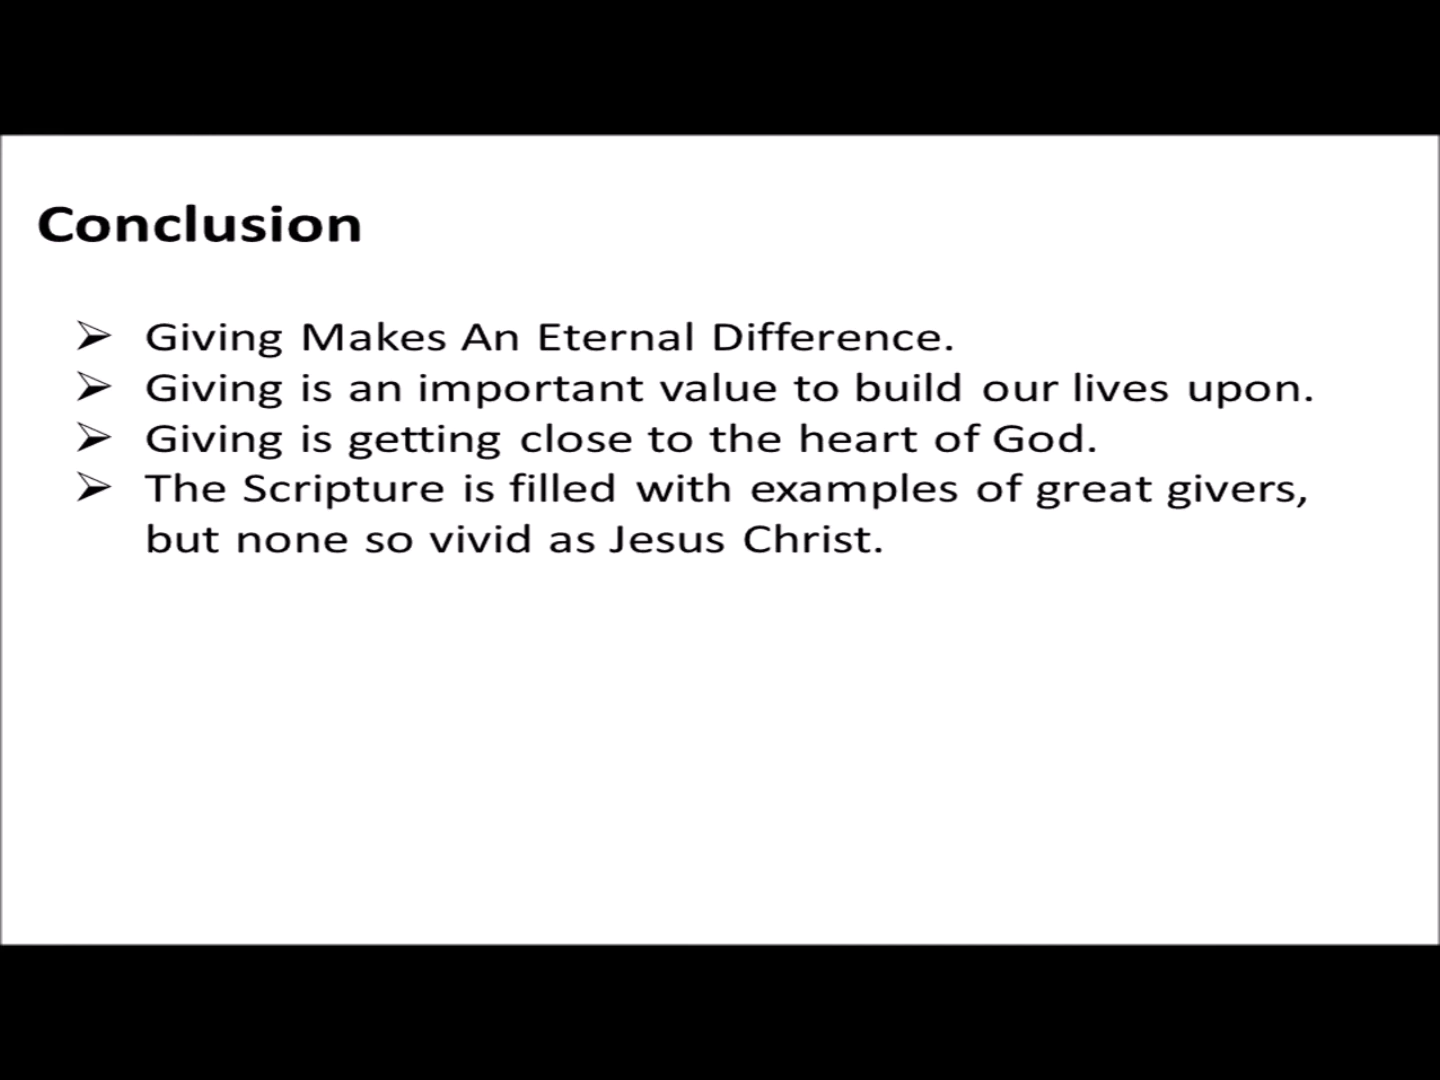 Conclusion
➢ Giving Makes An Eternal Difference.
➢ Giving is an important value to build our lives upon.
➢ Giving is getting close to the heart of God.
➢ The Scripture is filled with examples of great givers,
but none so vivid as Jesus Christ.